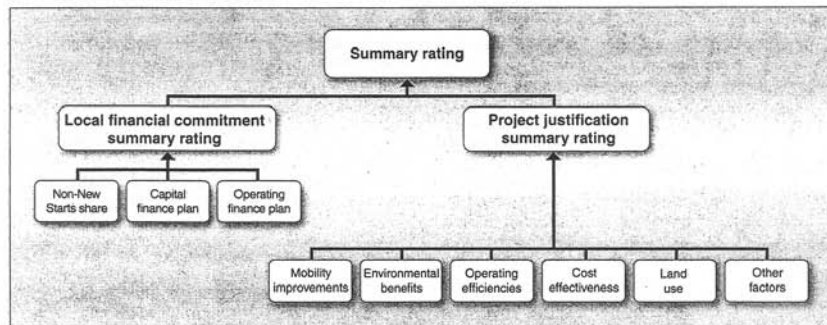 Summary rating
Local financial commitment
summary rating
Project justification
summary rating
Non-New
Starts share
Capital
finance plan
Operating
finance plan
Mobility
improvements
Environmental
benefits
Operating
efficiencies
Cost
effectiveness
Land
use
Other
factors